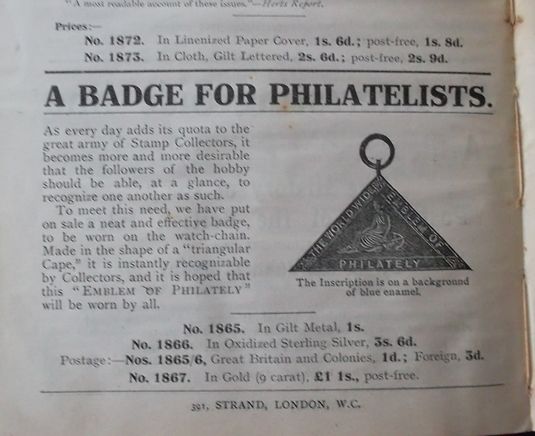 "A most readable account of these issues."—Herts Report.
Prices:—
No. 1872. In Linenized Paper Cover, 1s. 6d.; post-free, 1s. 8d.
No. 1873. In Cloth, Gilt Lettered, 2s. 6d.; post-free, 2s. 9d.
A BADGE FOR PHILATELISTS.
As every day adds its quota to the
great army of Stamp Collectors, it
becomes more and more desirable
that the followers of the hobby
should be able, at a glance, to
recognize one another as such.
To meet this need, we have put
on sale a neat and effective badge,
to be worn on the watch-chain.
Made in the shape of a "triangular
Cape," it is instantly recognizable
by Collectors, and it is hoped that
this "EMBLEM OF PHILATELY"
will be worn by all.
THE WORLD WIDE
EMBLEM OF
PHILATELY
The Inscription is on a background
of blue enamel.
No. 1865. In Gilt Metal, 1s.
No. 1866. In Oxidized Sterling Silver, 3s. 6d.
Postage:—Nos. 1865/6, Great Britain and Colonies, 1d.; Foreign, 3d.
No. 1867. In Gold (9 carat), £1 1s., post-free.
391, STRAND, LONDON, W.C.